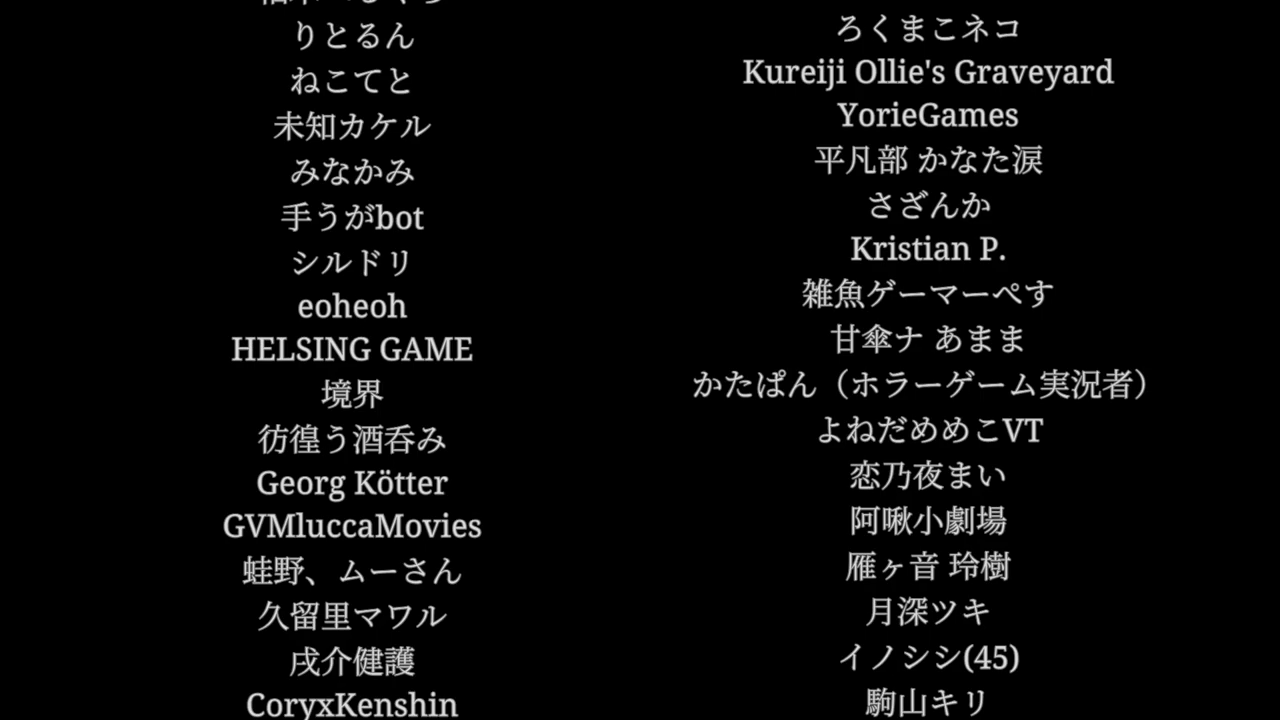 りとるん
ねこてと
未知カケル
みなかみ
手うがbot
シルドリ
eoheoh
HELSING GAME
境界
彷徨う酒呑み
Georg Kötter
GVMluccaMovies
蛙野、ムーさん
久留里マワル
戌介健護
CoryxKenshin
ろくまこネコ
Kureiji Ollie's Graveyard
YorieGames
平凡部 かなた涙
さざんか
Kristian P.
雑魚ゲーマーぺす
甘傘ナ あまま
かたぱん（ホラーゲーム実況者）
よねだめめこVT
恋乃夜まい
阿啾小劇場
雁ヶ音 玲樹
月深ツキ
イノシシ(45)
駒山キリ